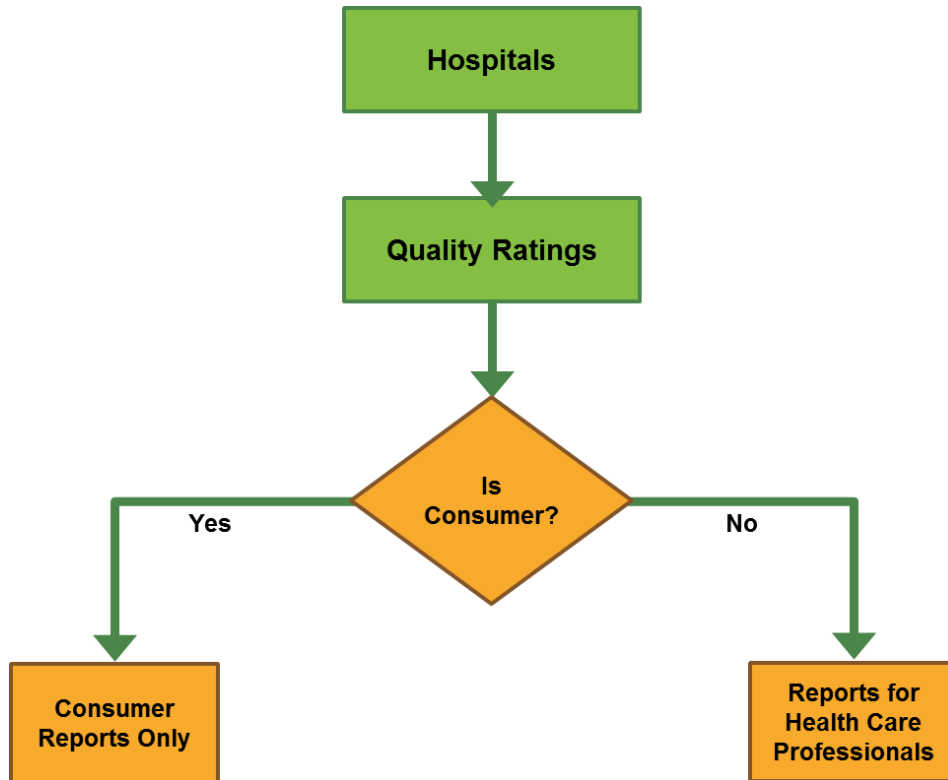 Hospitals
Quality Ratings
Is
Consumer?
Yes
No
Consumer
Reports Only
Reports for
Health Care
Professionals